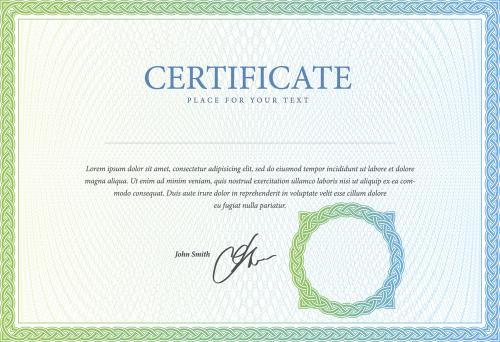 CERTIFICATE
PLACE FOR YOUR TEXT
Lorem ipsum dolor sit amet, consectetur adipisicing elit, sed do eiusmod tempor incididunt ut labore et dolore
magna aliqua. Ut enim ad minim veniam, quis nostrud exercitation ullamco laboris nisi ut aliquip ex ea com-
modo consequat. Duis aute irure dolor in reprehenderit in voluptate velit esse cillum dolore
eu fugiat nulla pariatur.
John Smith